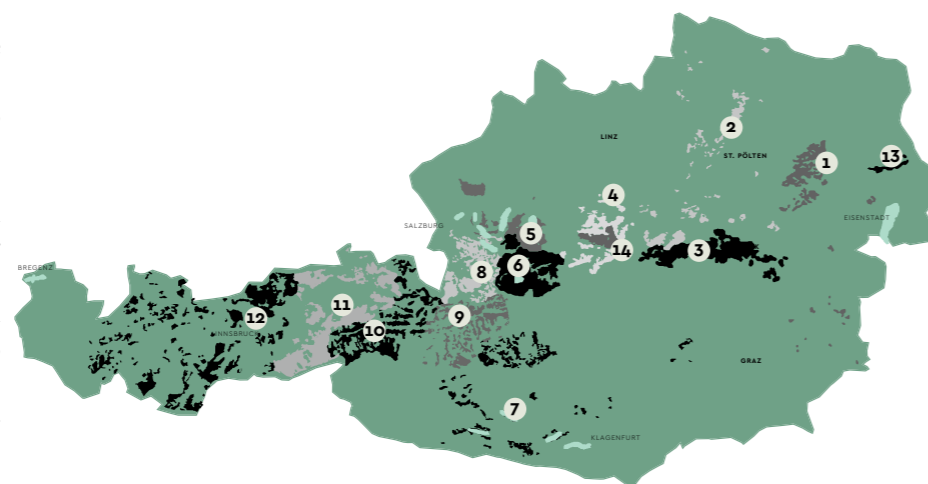 2
LINZ
ST. PÖLTEN
1
13
4
EISENSTADT
SALZBURG
5
14
3
6
8
BREGENZ
11
9
12
10
INNSBRUCK
GRAZ
7
KLAGENFURT